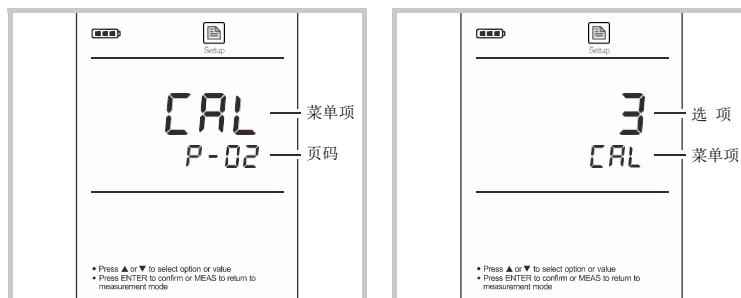 Setup
CAL
菜单项
P-02
页码
• Press ▲ or ▼ to select option or value
• Press ENTER to confirm or MEAS to return to
measurement mode
Setup
3
选 项
CAL
菜单项
• Press ▲ or ▼ to select option or value
• Press ENTER to confirm or MEAS to return to
measurement mode